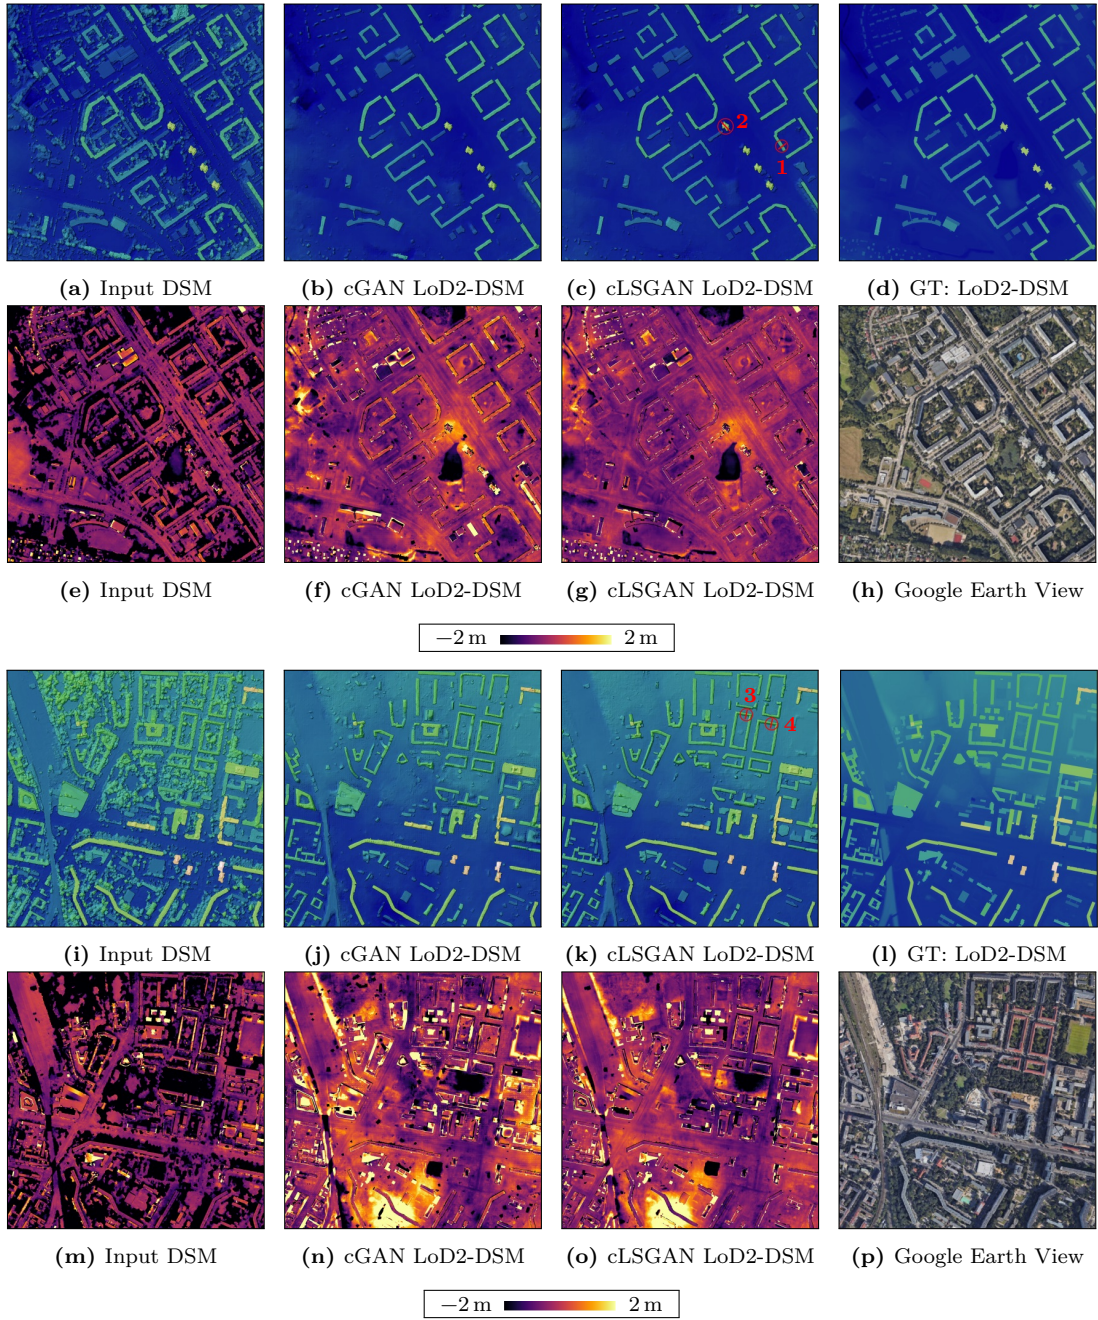 2
1
(a) Input DSM
(b) cGAN LoD2-DSM
(c) cLSGAN LoD2-DSM
(d) GT: LoD2-DSM
(e) Input DSM
(f) cGAN LoD2-DSM
(g) cLSGAN LoD2-DSM
(h) Google Earth View
−2 m 2 m
3
4
(i) Input DSM
(j) cGAN LoD2-DSM
(k) cLSGAN LoD2-DSM
(l) GT: LoD2-DSM
(m) Input DSM
(n) cGAN LoD2-DSM
(o) cLSGAN LoD2-DSM
(p) Google Earth View
−2 m 2 m